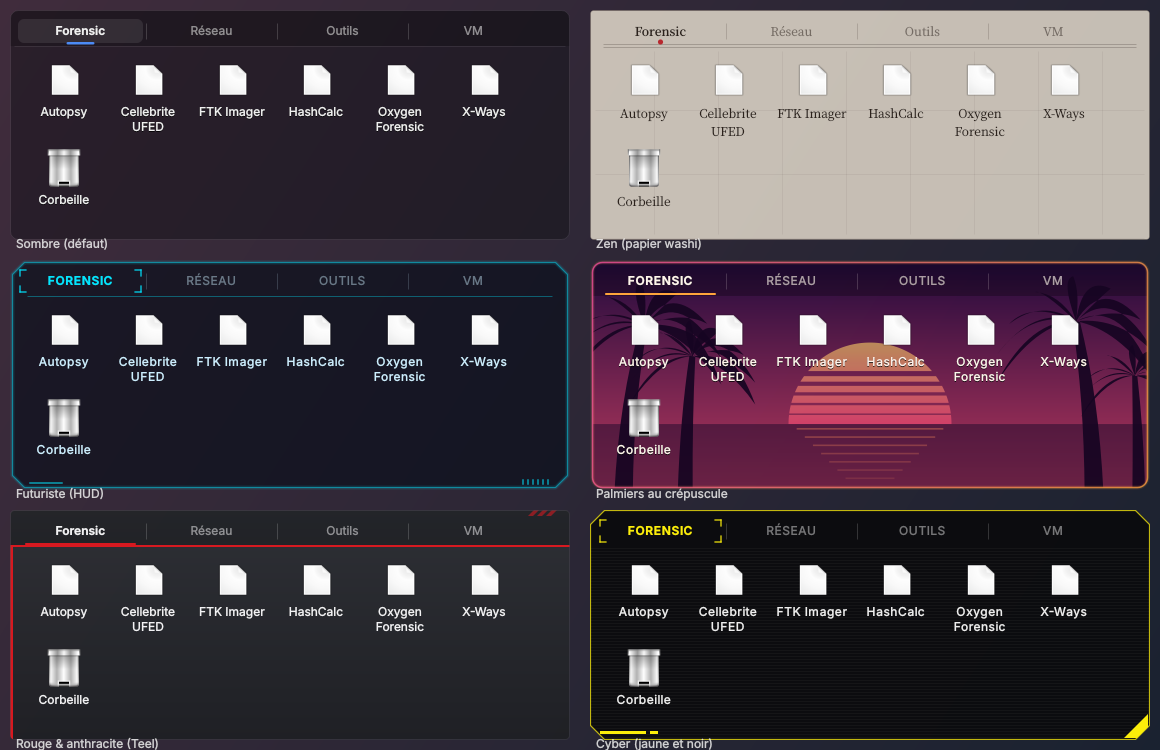 Forensic Réseau Outils VM
Autopsy Cellebrite UFED FTK Imager HashCalc Oxygen Forensic X-Ways
Corbeille
Sombre (défaut)
Forensic Réseau Outils VM
Autopsy Cellebrite UFED FTK Imager HashCalc Oxygen Forensic X-Ways
Corbeille
Zen (papier washi)
FORENSIC RÉSEAU OUTILS VM
Autopsy Cellebrite UFED FTK Imager HashCalc Oxygen Forensic X-Ways
Corbeille
Futuriste (HUD)
FORENSIC RÉSEAU OUTILS VM
Autopsy Cellebrite UFED FTK Imager HashCalc Oxygen Forensic X-Ways
Corbeille
Palmiers au crépuscule
Forensic Réseau Outils VM
Autopsy Cellebrite UFED FTK Imager HashCalc Oxygen Forensic X-Ways
Corbeille
Rouge & anthracite (Teel)
FORENSIC RÉSEAU OUTILS VM
Autopsy Cellebrite UFED FTK Imager HashCalc Oxygen Forensic X-Ways
Corbeille
Cyber (jaune et noir)